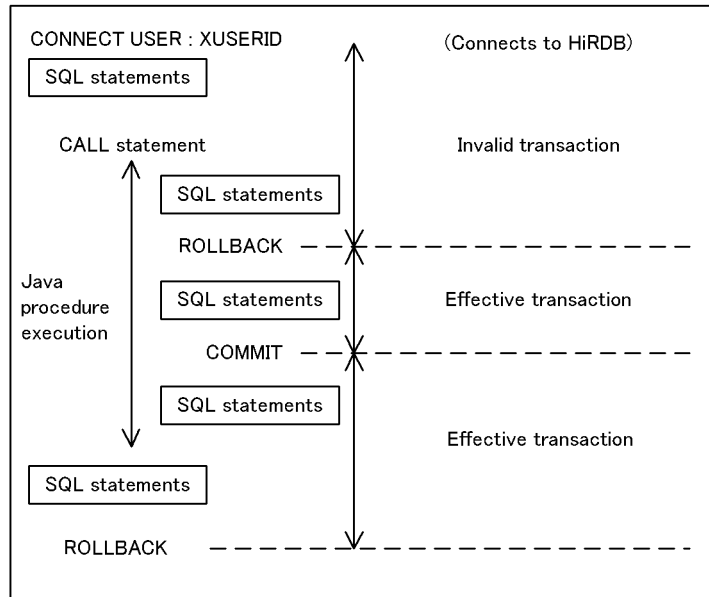 CONNECT USER : XUSERID
(Connects to HiRDB)
SQL statements
CALL statement
Invalid transaction
SQL statements
ROLLBACK
Java
procedure
execution
SQL statements
Effective transaction
COMMIT
SQL statements
Effective transaction
SQL statements
ROLLBACK